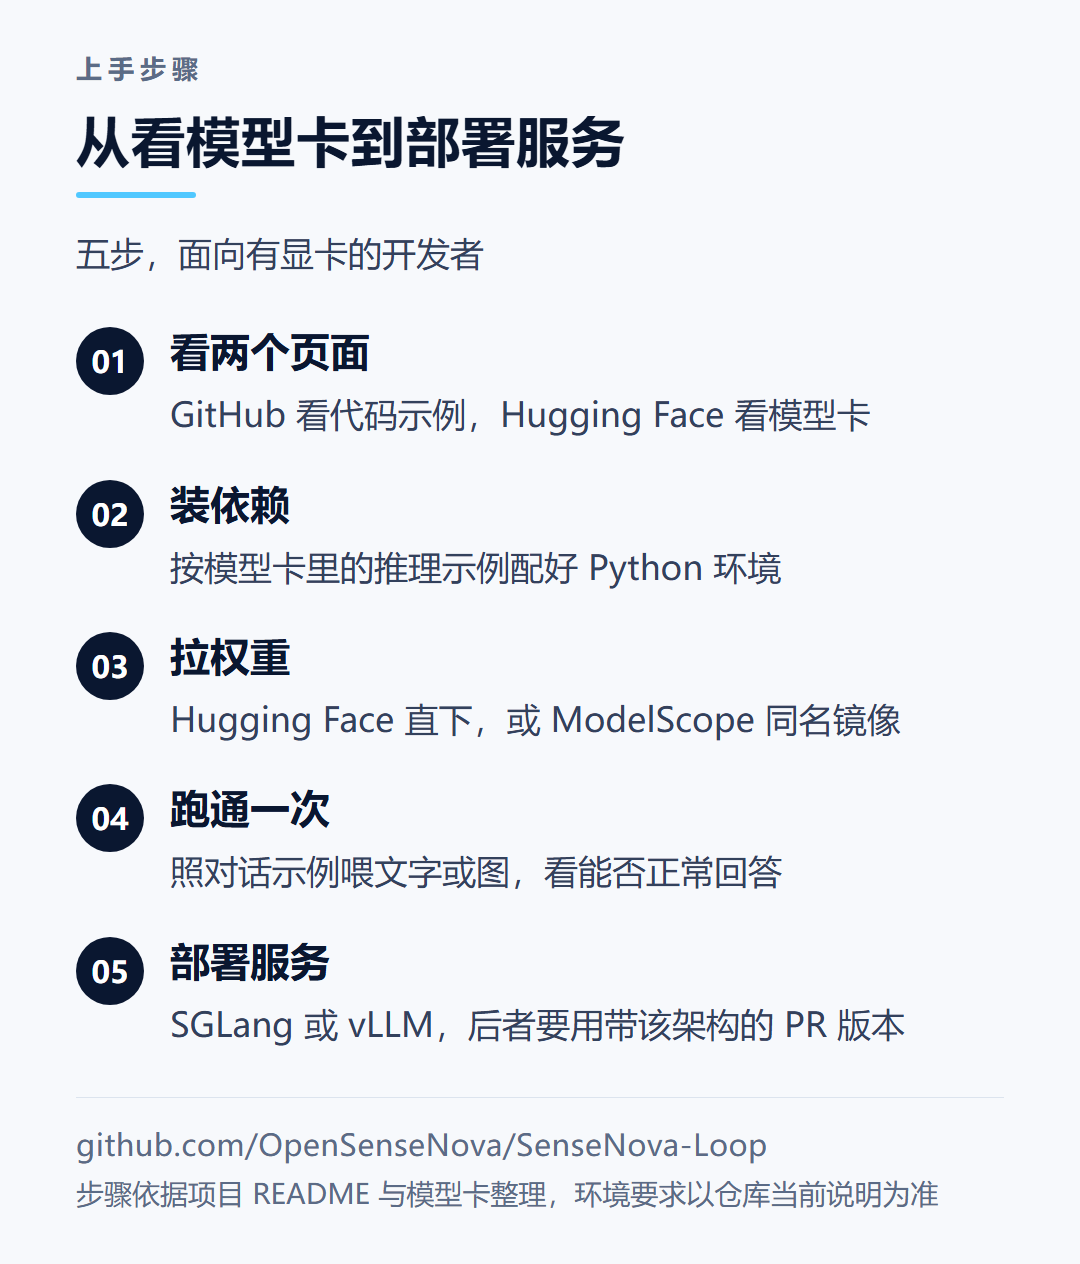 上手步骤
从看模型卡到部署服务
五步，面向有显卡的开发者
01
看两个页面
GitHub 看代码示例，Hugging Face 看模型卡
02
装依赖
按模型卡里的推理示例配好 Python 环境
03
拉权重
Hugging Face 直下，或 ModelScope 同名镜像
04
跑通一次
照对话示例喂文字或图，看能否正常回答
05
部署服务
SGLang 或 vLLM，后者要用带该架构的 PR 版本
github.com/OpenSenseNova/SenseNova-Loop
步骤依据项目 README 与模型卡整理，环境要求以仓库当前说明为准